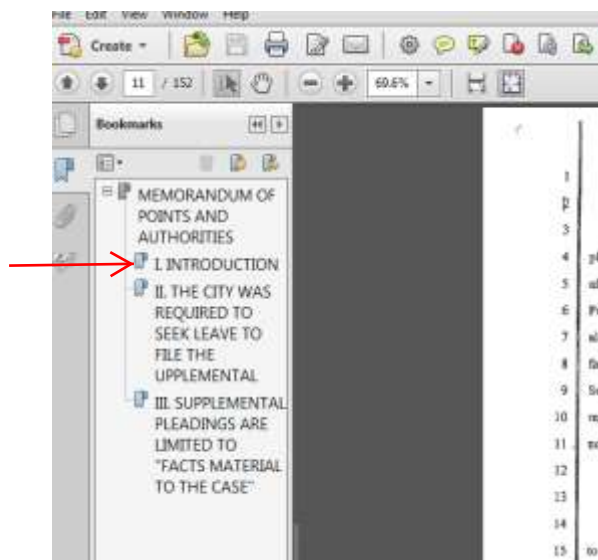 File Edit View Window Help
Create
11 / 152 69.6%
Bookmarks
MEMORANDUM OF
POINTS AND
AUTHORITIES
I. INTRODUCTION
II. THE CITY WAS
REQUIRED TO
SEEK LEAVE TO
FILE THE
UPPLEMENTAL
III. SUPPLEMENTAL
PLEADINGS ARE
LIMITED TO
"FACTS MATERIAL
TO THE CASE"
1
2
3
4
5
6
7
8
9
10
11
12
13
14
15 to